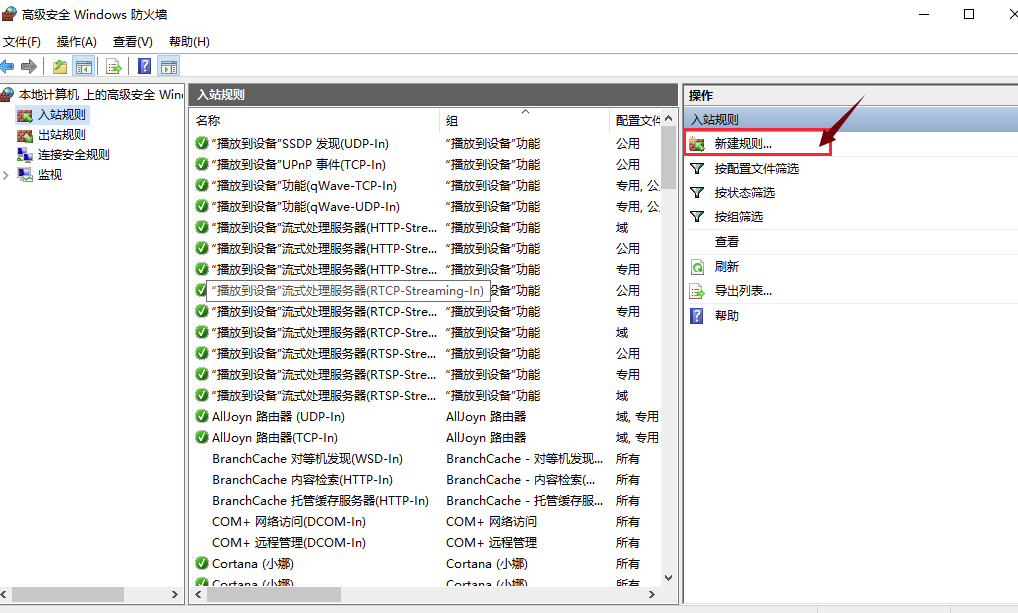 高级安全 Windows 防火墙
文件(F) 操作(A) 查看(V) 帮助(H)
本地计算机 上的高级安全 Win
入站规则
出站规则
连接安全规则
监视
入站规则
名称 组 配置文件
“播放到设备”SSDP 发现(UDP-In) “播放到设备”功能 公用
“播放到设备”UPnP 事件(TCP-In) “播放到设备”功能 公用
“播放到设备”功能(qWave-TCP-In) “播放到设备”功能 专用, 公
“播放到设备”功能(qWave-UDP-In) “播放到设备”功能 专用, 公
“播放到设备”流式处理服务器(HTTP-Stre... “播放到设备”功能 域
“播放到设备”流式处理服务器(HTTP-Stre... “播放到设备”功能 公用
“播放到设备”流式处理服务器(HTTP-Stre... “播放到设备”功能 专用
“播放到设备”流式处理服务器(RTCP-Streaming-In) 设备”功能 公用
“播放到设备”流式处理服务器(RTCP-Stre... “播放到设备”功能 专用
“播放到设备”流式处理服务器(RTCP-Stre... “播放到设备”功能 域
“播放到设备”流式处理服务器(RTSP-Stre... “播放到设备”功能 公用
“播放到设备”流式处理服务器(RTSP-Stre... “播放到设备”功能 专用
“播放到设备”流式处理服务器(RTSP-Stre... “播放到设备”功能 域
AllJoyn 路由器 (UDP-In) AllJoyn 路由器 域, 专用
AllJoyn 路由器(TCP-In) AllJoyn 路由器 域, 专用
BranchCache 对等机发现(WSD-In) BranchCache - 对等机发现... 所有
BranchCache 内容检索(HTTP-In) BranchCache - 内容检索(... 所有
BranchCache 托管缓存服务器(HTTP-In) BranchCache - 托管缓存服... 所有
COM+ 网络访问(DCOM-In) COM+ 网络访问 所有
COM+ 远程管理(DCOM-In) COM+ 远程管理 所有
Cortana (小娜) Cortana (小娜) 所有
Cortana (小娜) Cortana (小娜) 所有
操作
入站规则
新建规则...
按配置文件筛选
按状态筛选
按组筛选
查看
刷新
导出列表...
帮助